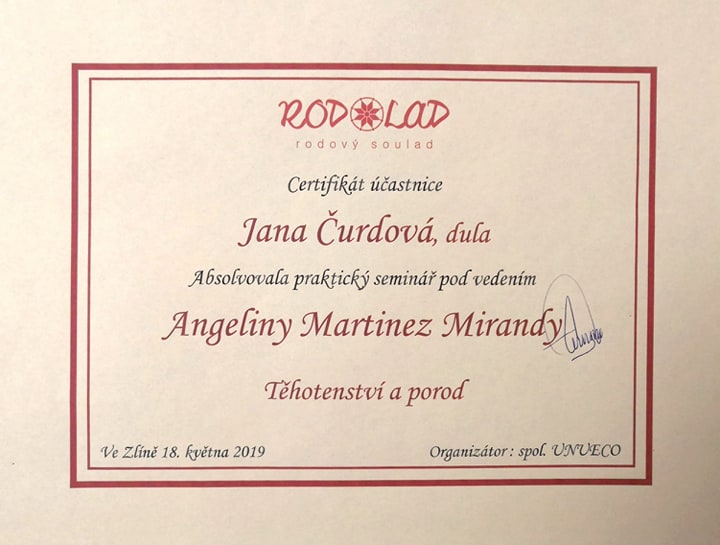 RODOLAD
rodový soulad
Certifikát účastnice
Jana Čurdová, dula
Absolvovala praktický seminář pod vedením
Angeliny Martinez Mirandy
Těhotenství a porod
Ve Zlíně 18. května 2019
Organizátor : spol. UNUECO